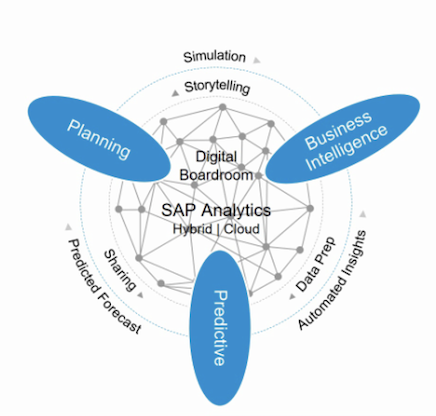 Simulation
Storytelling
Planning
Business
Intelligence
Digital
Boardroom
SAP Analytics
Hybrid | Cloud
Sharing
Predicted Forecast
Data Prep
Automated Insights
Predictive